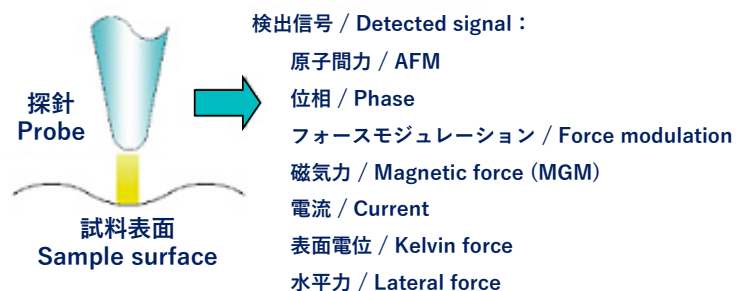 検出信号 / Detected signal：
原子間力 / AFM
位相 / Phase
フォースモジュレーション / Force modulation
磁気力 / Magnetic force (MGM)
電流 / Current
表面電位 / Kelvin force
水平力 / Lateral force
探針
Probe
試料表面
Sample surface